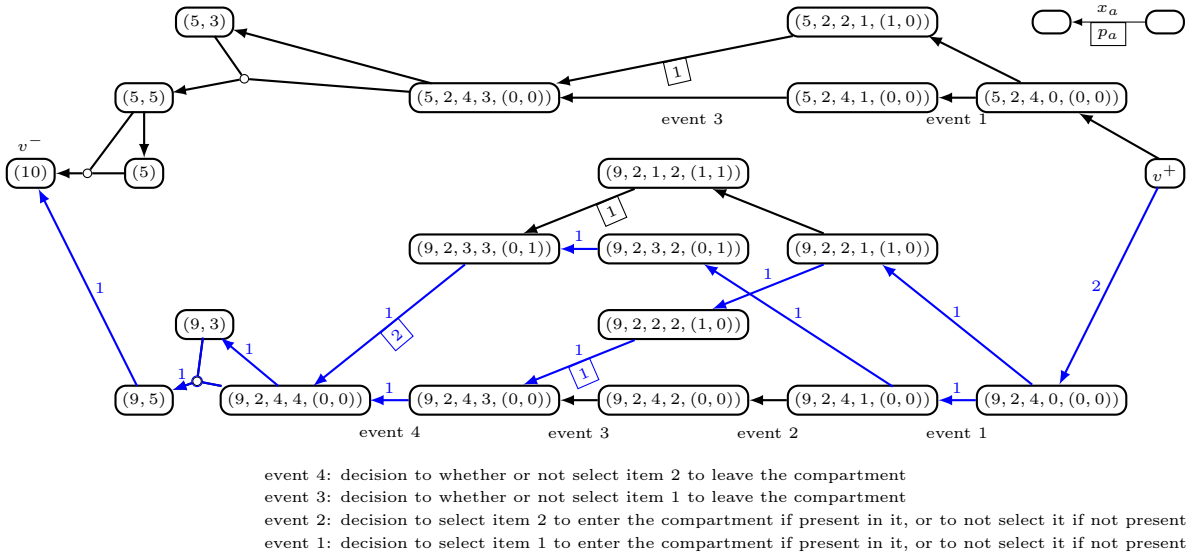 x_a
p_a
(5, 3)
(5, 2, 2, 1, (1, 0))
1
(5, 5)
(5, 2, 4, 3, (0, 0))
(5, 2, 4, 1, (0, 0))
(5, 2, 4, 0, (0, 0))
event 3
event 1
v^−
(10)
(5)
(9, 2, 1, 2, (1, 1))
v^+
1
(9, 2, 3, 3, (0, 1))
1
(9, 2, 3, 2, (0, 1))
(9, 2, 2, 1, (1, 0))
1
1
2
1
1
1
(9, 3)
2
(9, 2, 2, 2, (1, 0))
1
1
1
1
(9, 5)
(9, 2, 4, 4, (0, 0))
1
(9, 2, 4, 3, (0, 0))
(9, 2, 4, 2, (0, 0))
(9, 2, 4, 1, (0, 0))
1
(9, 2, 4, 0, (0, 0))
event 4
event 3
event 2
event 1
event 4: decision to whether or not select item 2 to leave the compartment
event 3: decision to whether or not select item 1 to leave the compartment
event 2: decision to select item 2 to enter the compartment if present in it, or to not select it if not present
event 1: decision to select item 1 to enter the compartment if present in it, or to not select it if not present